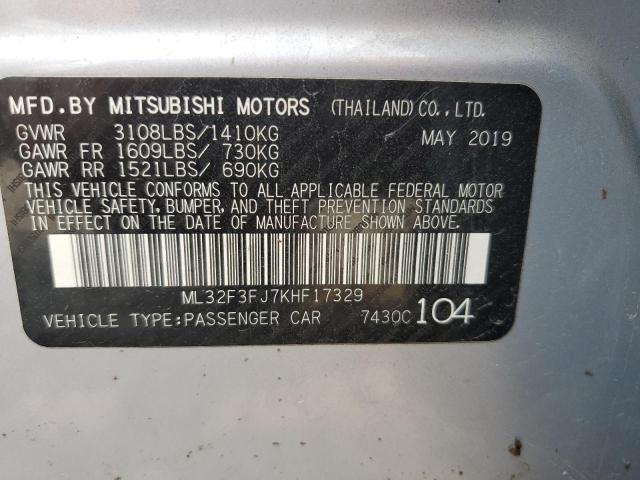 MFD.BY MITSUBISHI MOTORS (THAILAND) CO., LTD.
GVWR 3108LBS/1410KG MAY 2019
GAWR FR 1609LBS/ 730KG
GAWR RR 1521LBS/ 690KG
THIS VEHICLE CONFORMS TO ALL APPLICABLE FEDERAL MOTOR
VEHICLE SAFETY, BUMPER, AND THEFT PREVENTION STANDARDS
IN EFFECT ON THE DATE OF MANUFACTURE SHOWN ABOVE.
ML32F3FJ7KHF17329
VEHICLE TYPE:PASSENGER CAR 7430C 104